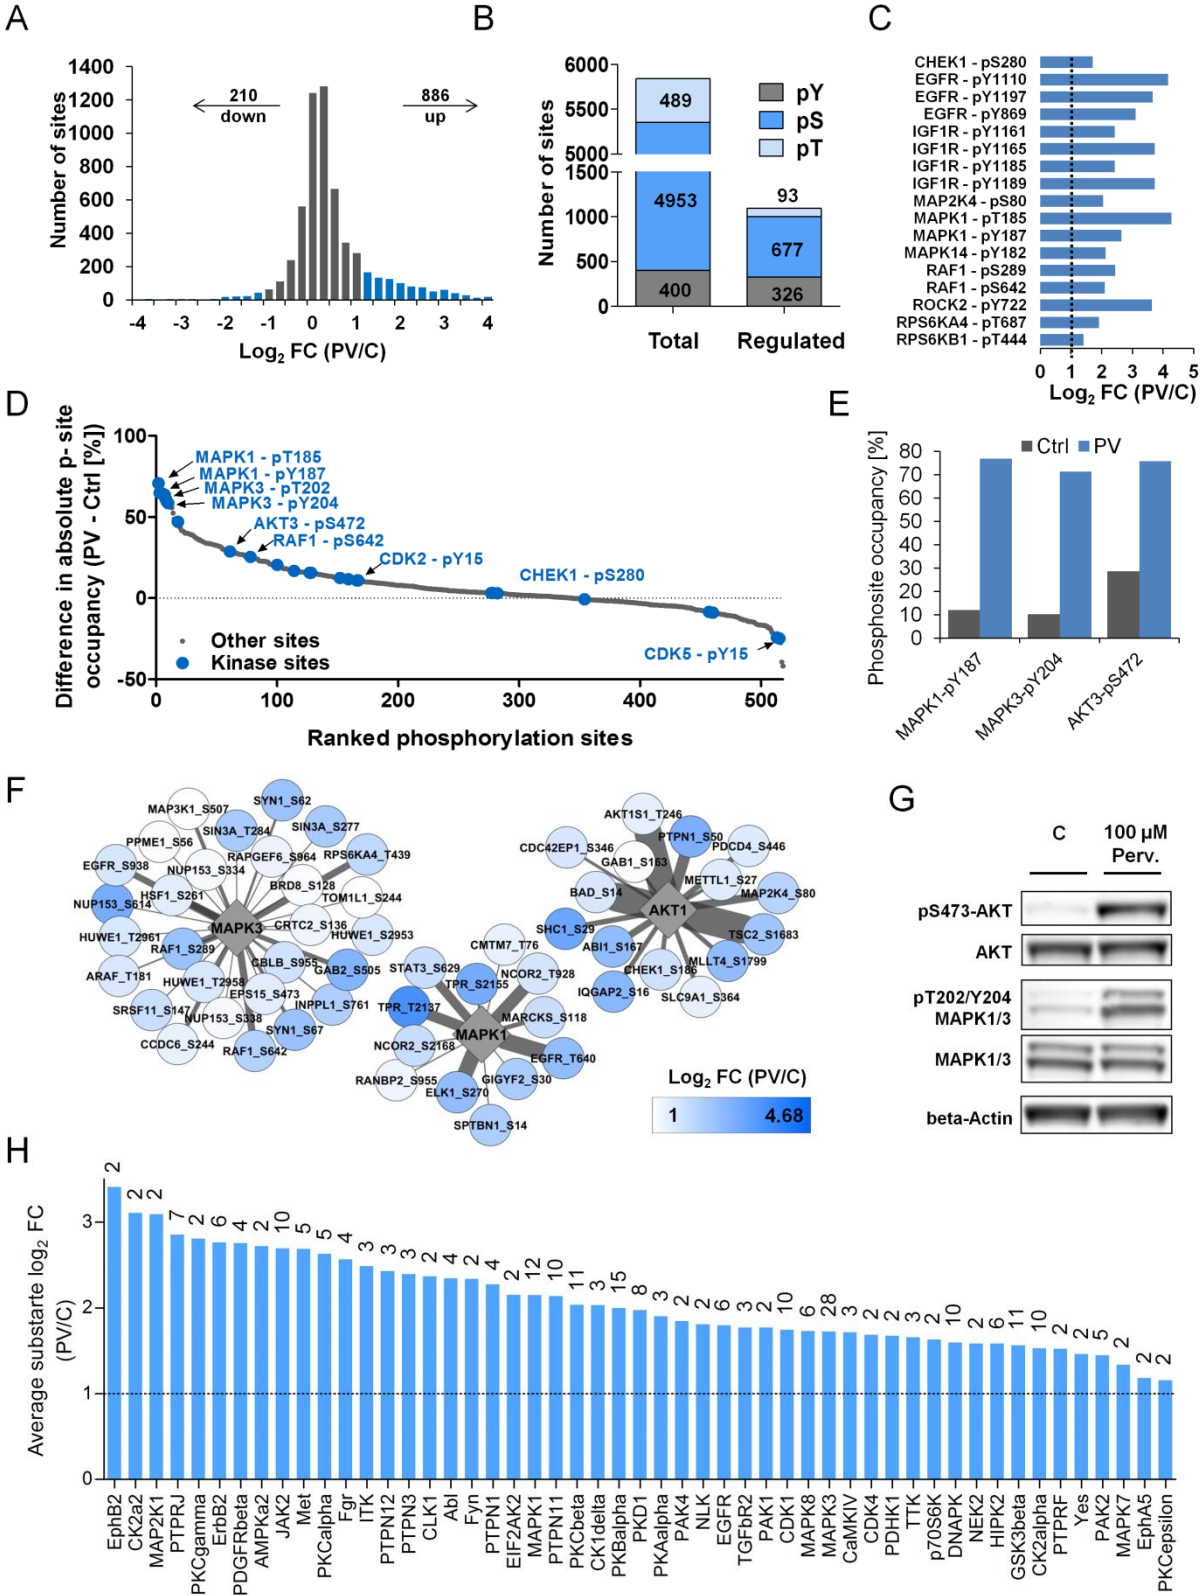 A
1400
1200
1000
800
600
400
200
0
Number of sites
210
down
886
up
-4 -3 -2 -1 0 1 2 3 4
Log2 FC (PV/C)
B
6000
5500
5000
1500
1000
500
0
Number of sites
489
4953
400
93
677
326
pY
pS
pT
Total Regulated
C
CHEK1 - pS280
EGFR - pY1110
EGFR - pY1197
EGFR - pY869
IGF1R - pY1161
IGF1R - pY1165
IGF1R - pY1185
IGF1R - pY1189
MAP2K4 - pS80
MAPK1 - pT185
MAPK1 - pY187
MAPK14 - pY182
RAF1 - pS289
RAF1 - pS642
ROCK2 - pY722
RPS6KA4 - pT687
RPS6KB1 - pT444
0 1 2 3 4 5
Log2 FC (PV/C)
D
Difference in absolute p- site
occupancy (PV - Ctrl [%])
100
50
0
-50
MAPK1 - pT185
MAPK1 - pY187
MAPK3 - pT202
MAPK3 - pY204
AKT3 - pS472
RAF1 - pS642
CDK2 - pY15
CHEK1 - pS280
CDK5 - pY15
Other sites
Kinase sites
0 100 200 300 400 500
Ranked phosphorylation sites
E
Ctrl PV
Phosphosite occupancy [%]
80
70
60
50
40
30
20
10
0
MAPK1-pY187
MAPK3-pY204
AKT3-pS472
F
MAP3K1_S507
SYN1_S62
SIN3A_T284
SIN3A_S277
PPME1_S56
RAPGEF6_S964
RPS6KA4_T439
EGFR_S938
NUP153_S334
BRD8_S128
HSF1_S261
TOM1L1_S244
NUP153_S614
MAPK3
CRTC2_S136
HUWE1_T2961
HUWE1_S2953
RAF1_S289
CBLB_S955
GAB2_S505
ARAF_T181
HUWE1_T2958
EPS15_S473
INPPL1_S761
SRSF11_S147
NUP153_S338
SYN1_S67
CCDC6_S244
RAF1_S642
CMTM7_T76
STAT3_S629
NCOR2_T928
TPR_S2155
TPR_T2137
MARCKS_S118
MAPK1
NCOR2_S2168
EGFR_T640
RANBP2_S955
GIGYF2_S30
ELK1_S270
SPTBN1_S14
AKT1S1_T246
PTPN1_S50
CDC42EP1_S346
PDCD4_S446
GAB1_S163
METTL1_S27
BAD_S14
MAP2K4_S80
AKT1
SHC1_S29
TSC2_S1683
ABI1_S167
MLLT4_S1799
CHEK1_S186
IQGAP2_S16
SLC9A1_S364
Log2 FC (PV/C)
1 4.68
G
C 100 µM
Perv.
pS473-AKT
AKT
pT202/Y204
MAPK1/3
MAPK1/3
beta-Actin
H
Average substarte log2 FC
(PV/C)
3
2
1
0
2 2 2 7 2 6 4 2 10 5 5 4 3 3 3 2 4 2 4 2 12 10 11 3 15 8 3 2 2 6 3 2 10 6 28 3 2 2 3 5 10 2 6 11 10 2 2 5 2 2 2
EphB2
CK2a2
MAP2K1
PTPRJ
PKCgamma
ErbB2
PDGFRbeta
AMPKa2
JAK2
Met
PKCalpha
Fgr
ITK
PTPN12
PTPN3
CLK1
Abl
Fyn
PTPN1
EIF2AK2
MAPK1
PTPN11
PKCbeta
CK1delta
PKBalpha
PKD1
PKAalpha
PAK4
NLK
EGFR
TGFbR2
PAK1
CDK1
MAPK8
MAPK3
CaMKIV
CDK4
PDHK1
TTK
p70S6K
DNAPK
NEK2
HIPK2
GSK3beta
CK2alpha
PTPRF
Yes
PAK2
MAPK7
EphA5
PKCepsilon